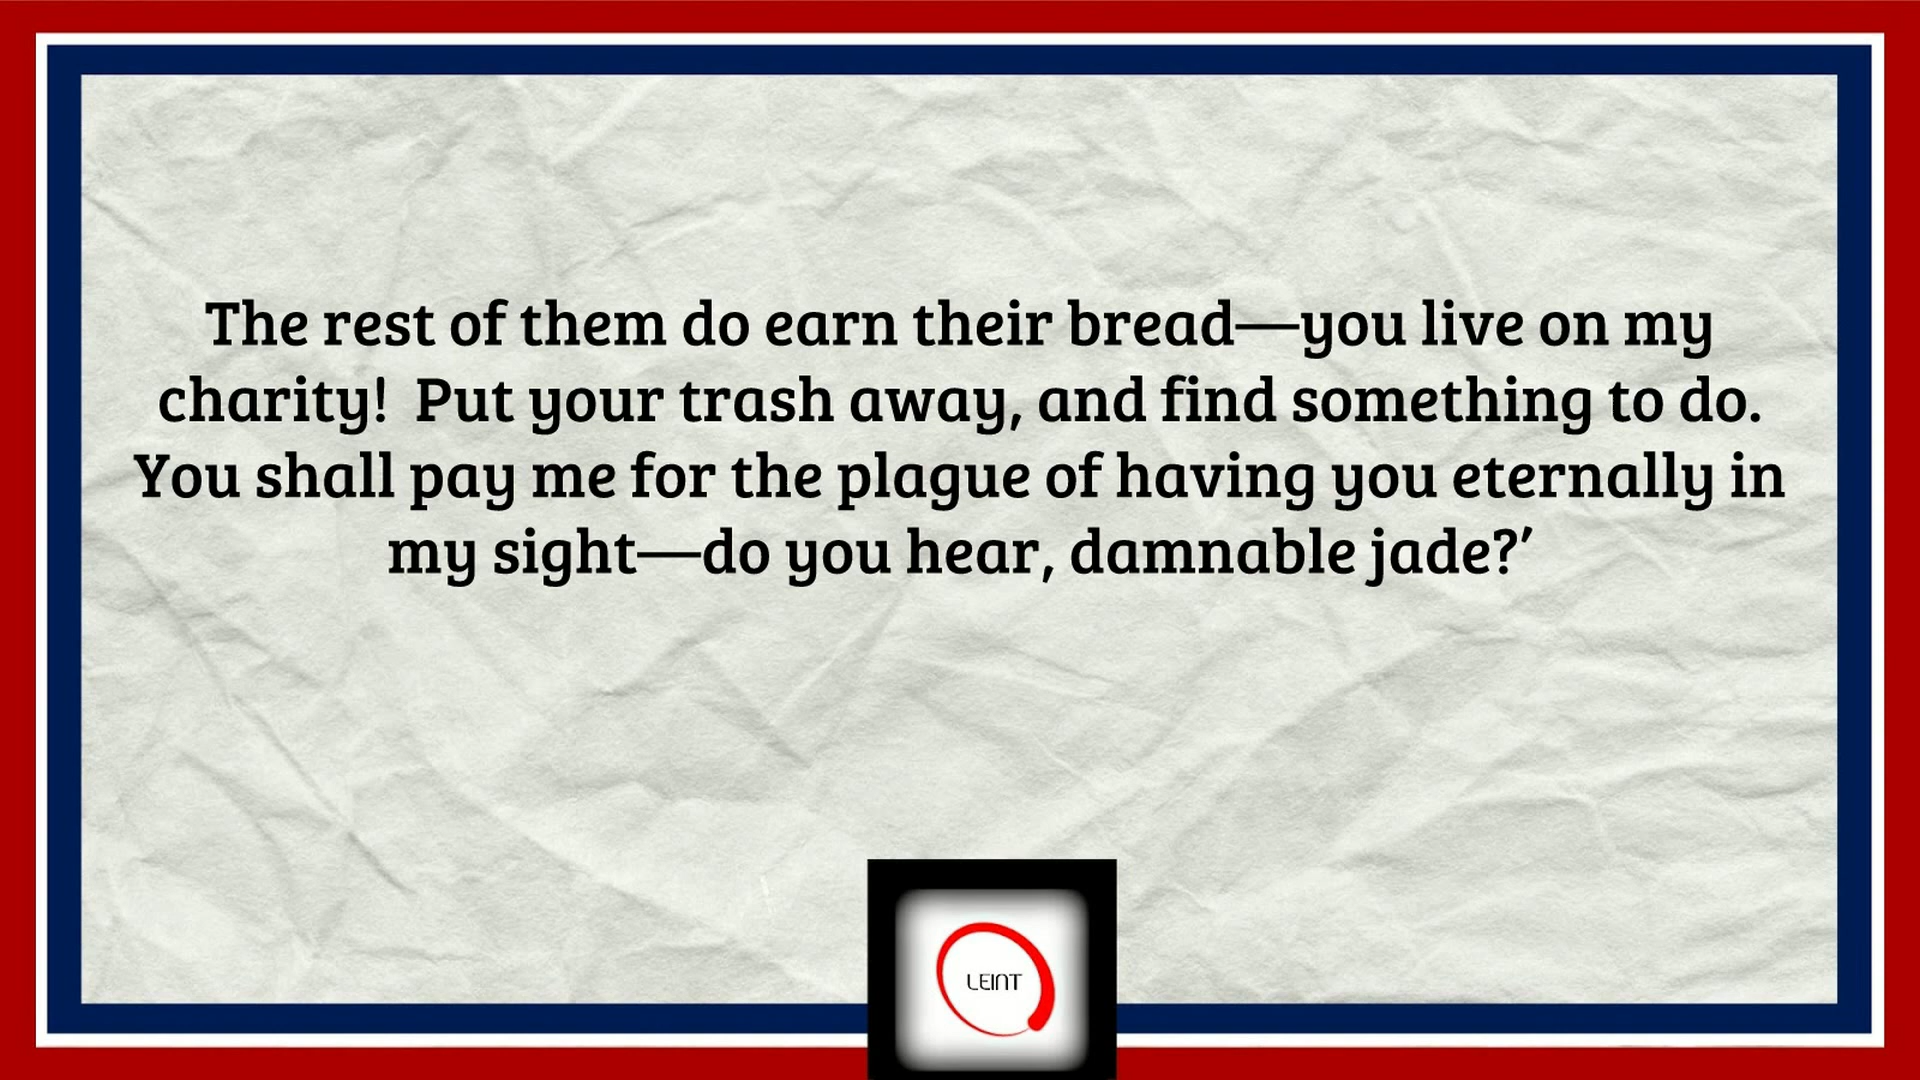 The rest of them do earn their bread—you live on my
charity!  Put your trash away, and find something to do.
You shall pay me for the plague of having you eternally in
my sight—do you hear, damnable jade?’
LEINT